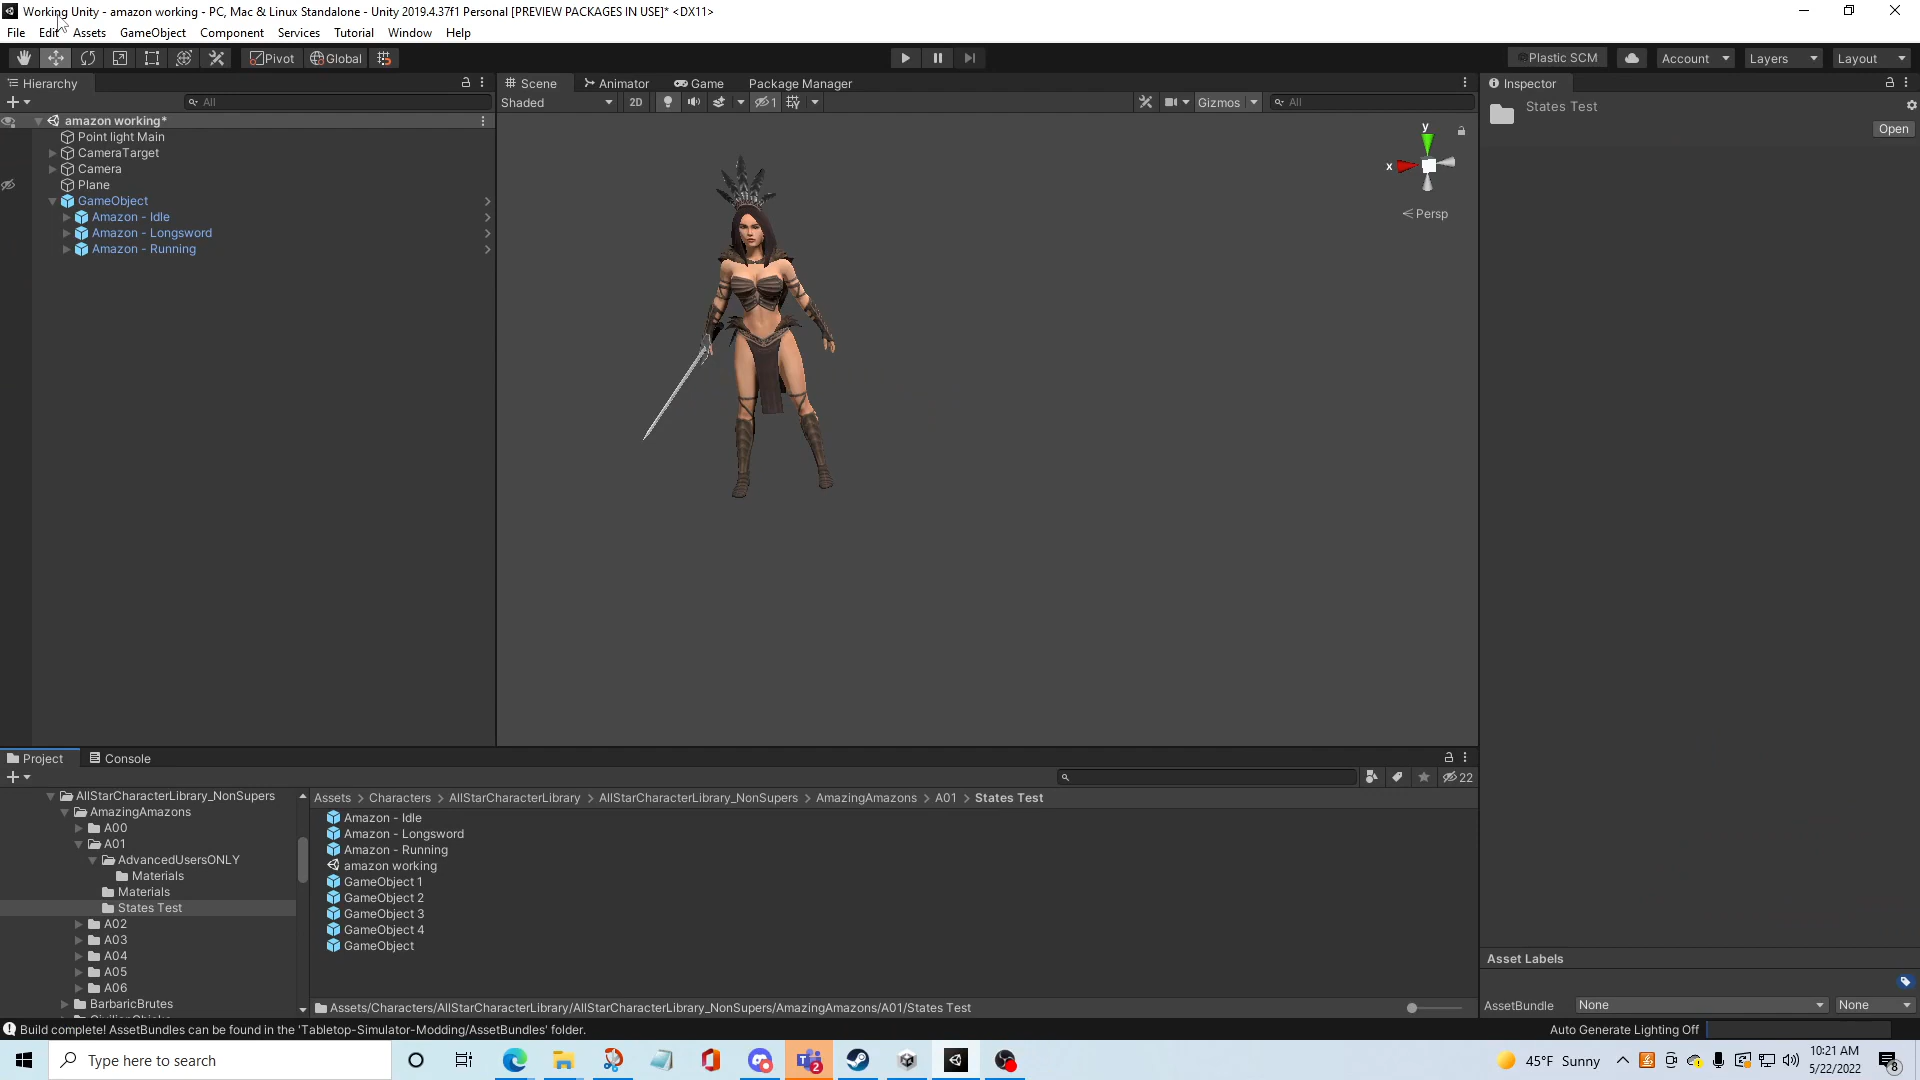 Working Unity - amazon working - PC, Mac & Linux Standalone - Unity 2019.4.37f1 Personal [PREVIEW PACKAGES IN USE]* <DX11>
File Edit Assets GameObject Component Services Tutorial Window Help
Pivot Global Plastic SCM Account Layers Layout
Hierarchy
All
amazon working*
Point light Main
CameraTarget
Camera
Plane
GameObject
Amazon - Idle
Amazon - Longsword
Amazon - Running
Scene Animator Game Package Manager
Shaded 2D 1 Gizmos All
y
x
Persp
Inspector
States Test
Open
Asset Labels
AssetBundle None None
Project Console
22
AllStarCharacterLibrary_NonSupers
AmazingAmazons
A00
A01
AdvancedUsersONLY
Materials
Materials
States Test
A02
A03
A04
A05
A06
BarbaricBrutes
Assets > Characters > AllStarCharacterLibrary > AllStarCharacterLibrary_NonSupers > AmazingAmazons > A01 > States Test
Amazon - Idle
Amazon - Longsword
Amazon - Running
amazon working
GameObject 1
GameObject 2
GameObject 3
GameObject 4
GameObject
Assets/Characters/AllStarCharacterLibrary/AllStarCharacterLibrary_NonSupers/AmazingAmazons/A01/States Test
Build complete! AssetBundles can be found in the 'Tabletop-Simulator-Modding/AssetBundles' folder.
Auto Generate Lighting Off
Type here to search
2
45°F Sunny
10:21 AM
5/22/2022
8